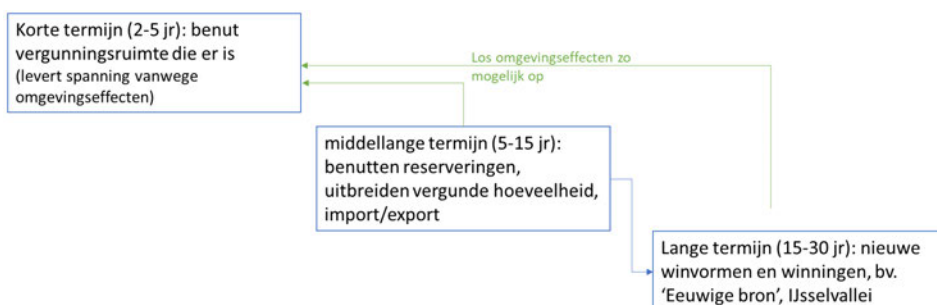 Korte termijn (2-5 jr): benut
vergunningsruimte die er is
(levert spanning vanwege
omgevingseffecten)
Los omgevingseffecten zo
mogelijk op
middellange termijn (5-15 jr):
benutten reserveringen,
uitbreiden vergunde hoeveelheid,
import/export
Lange termijn (15-30 jr): nieuwe
winvormen en winningen, bv.
‘Eeuwige bron’, IJsselvallei